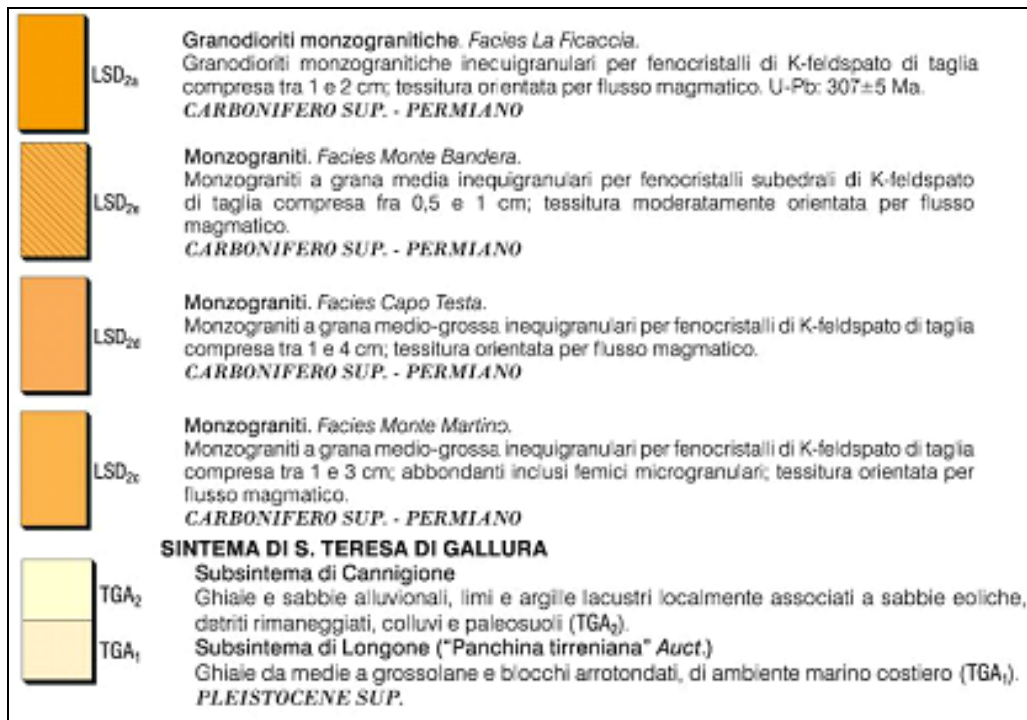 Granodioriti monzogranitiche. Facies La Ficaccia.
LSD2a
Granodioriti monzogranitiche inecuigranulari per fenocristalli di K-feldspato di taglia
compresa tra 1 e 2 cm; tessitura orientata per flusso magmatico. U-Pb: 307±5 Ma.
CARBONIFERO SUP. - PERMIANO
Monzograniti. Facies Monte Bandera.
LSD2e
Monzograniti a grana media inequigranulari per fenocristalli subedrali di K-feldspato
di taglia compresa fra 0,5 e 1 cm; tessitura moderatamente orientata per flusso
magmatico.
CARBONIFERO SUP. - PERMIANO
Monzograniti. Facies Capo Testa.
LSD2d
Monzograniti a grana medio-grossa inequigranulari per fenocristalli di K-feldspato di taglia
compresa tra 1 e 4 cm; tessitura orientata per flusso magmatico.
CARBONIFERO SUP. - PERMIANO
Monzograniti. Facies Monte Martino.
LSD2c
Monzograniti a grana medio-grossa inequigranulari per fenocristalli di K-feldspato di taglia
compresa tra 1 e 3 cm; abbondanti inclusi femici microgranulari; tessitura orientata per
flusso magmatico.
CARBONIFERO SUP. - PERMIANO
SINTEMA DI S. TERESA DI GALLURA
Subsintema di Cannigione
TGA2
Ghiaie e sabbie alluvionali, limi e argille lacustri localmente associati a sabbie eoliche,
detriti rimaneggiati, colluvi e paleosuoli (TGA2).
TGA1
Subsintema di Longone ("Panchina tirreniana" Auct.)
Ghiaie da medie a grossolane e blocchi arrotondati, di ambiente marino costiero (TGA1).
PLEISTOCENE SUP.